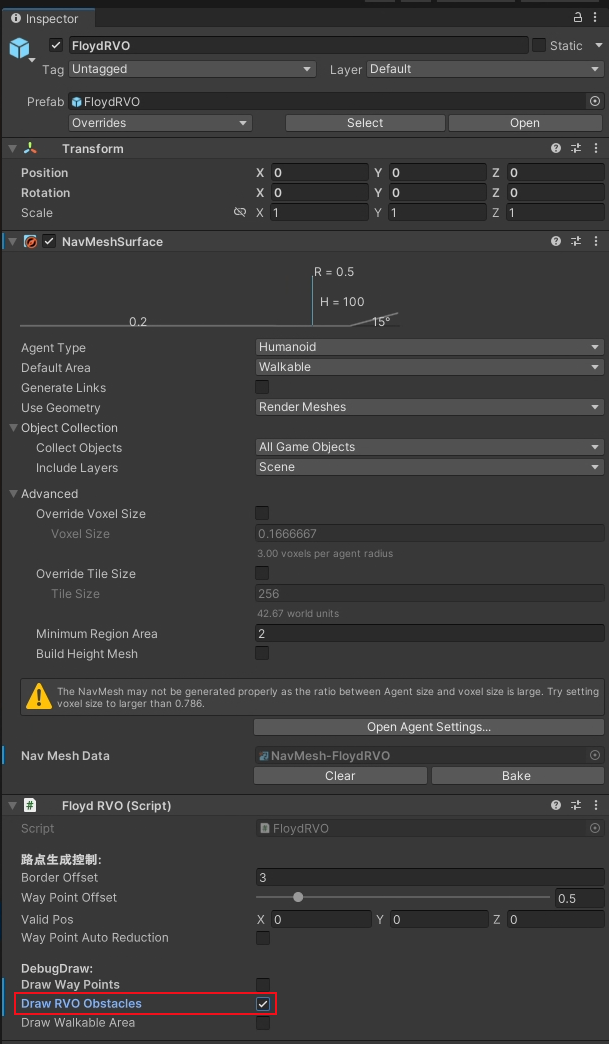 Inspector
FloydRVO Static
Tag Untagged Layer Default
Prefab FloydRVO
Overrides Select Open
Transform
Position X 0 Y 0 Z 0
Rotation X 0 Y 0 Z 0
Scale X 1 Y 1 Z 1
NavMeshSurface
R = 0.5
H = 100
0.2 15°
Agent Type Humanoid
Default Area Walkable
Generate Links
Use Geometry Render Meshes
Object Collection
Collect Objects All Game Objects
Include Layers Scene
Advanced
Override Voxel Size
Voxel Size 0.1666667
3.00 voxels per agent radius
Override Tile Size
Tile Size 256
42.67 world units
Minimum Region Area 2
Build Height Mesh
The NavMesh may not be generated properly as the ratio between Agent size and voxel size is large. Try setting
voxel size to larger than 0.786.
Open Agent Settings...
Nav Mesh Data NavMesh-FloydRVO
Clear Bake
# Floyd RVO (Script)
Script FloydRVO
路点生成控制:
Border Offset 3
Way Point Offset 0.5
Valid Pos X 0 Y 0 Z 0
Way Point Auto Reduction
DebugDraw:
Draw Way Points
Draw RVO Obstacles
Draw Walkable Area